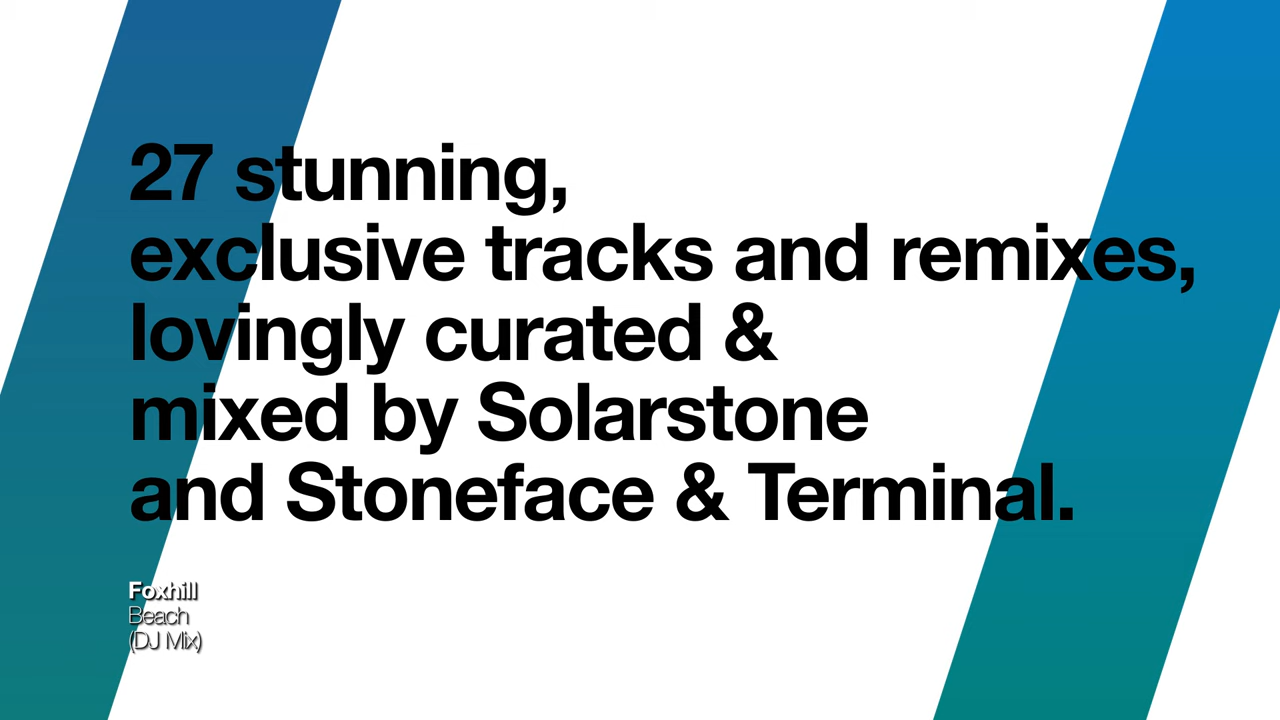 27 stunning,
exclusive tracks and remixes,
lovingly curated &
mixed by Solarstone
and Stoneface & Terminal.
Foxhill
Beach
(DJ Mix)